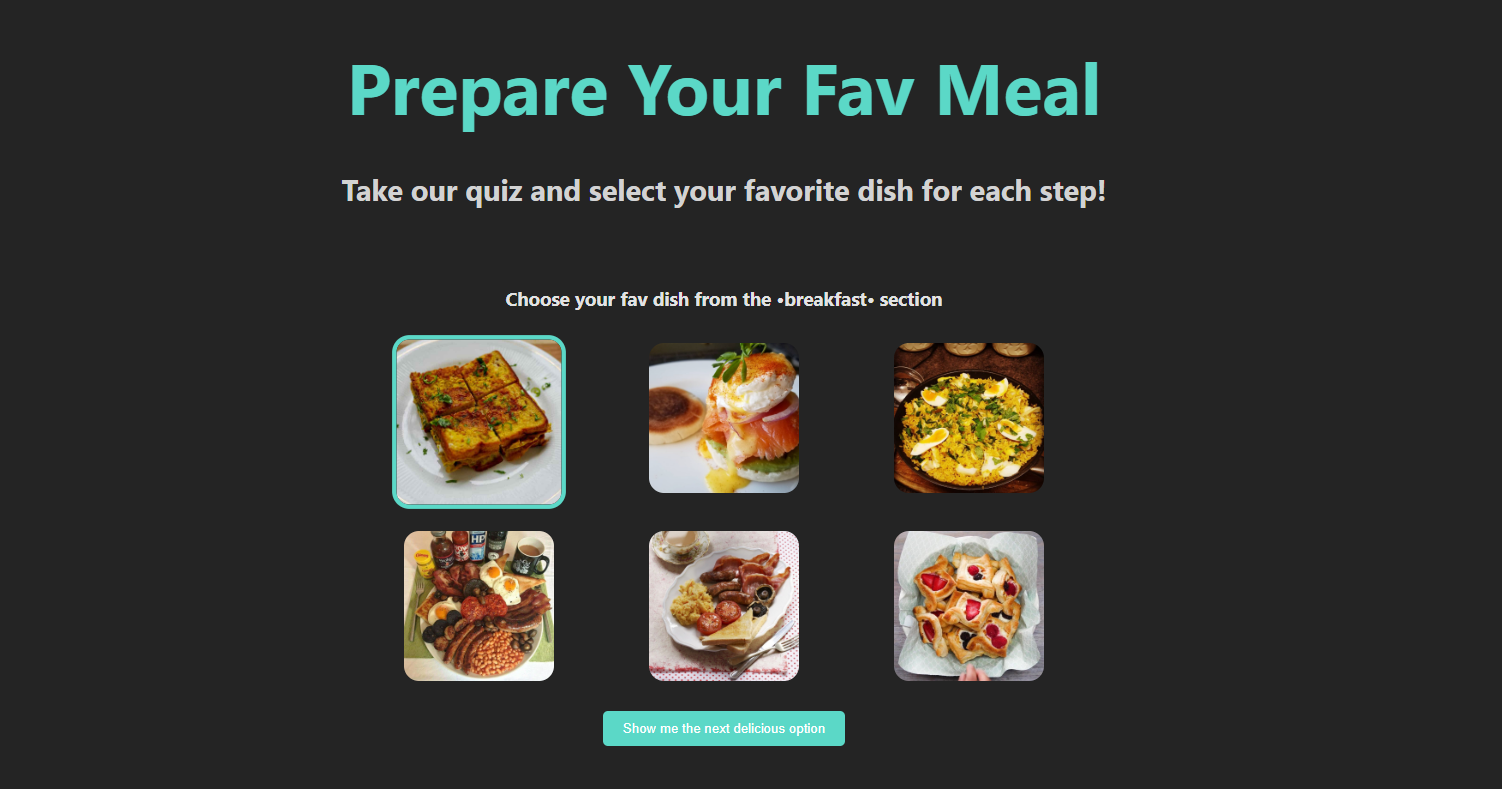 Prepare Your Fav Meal
Take our quiz and select your favorite dish for each step!
Choose your fav dish from the •breakfast• section
HP
Show me the next delicious option